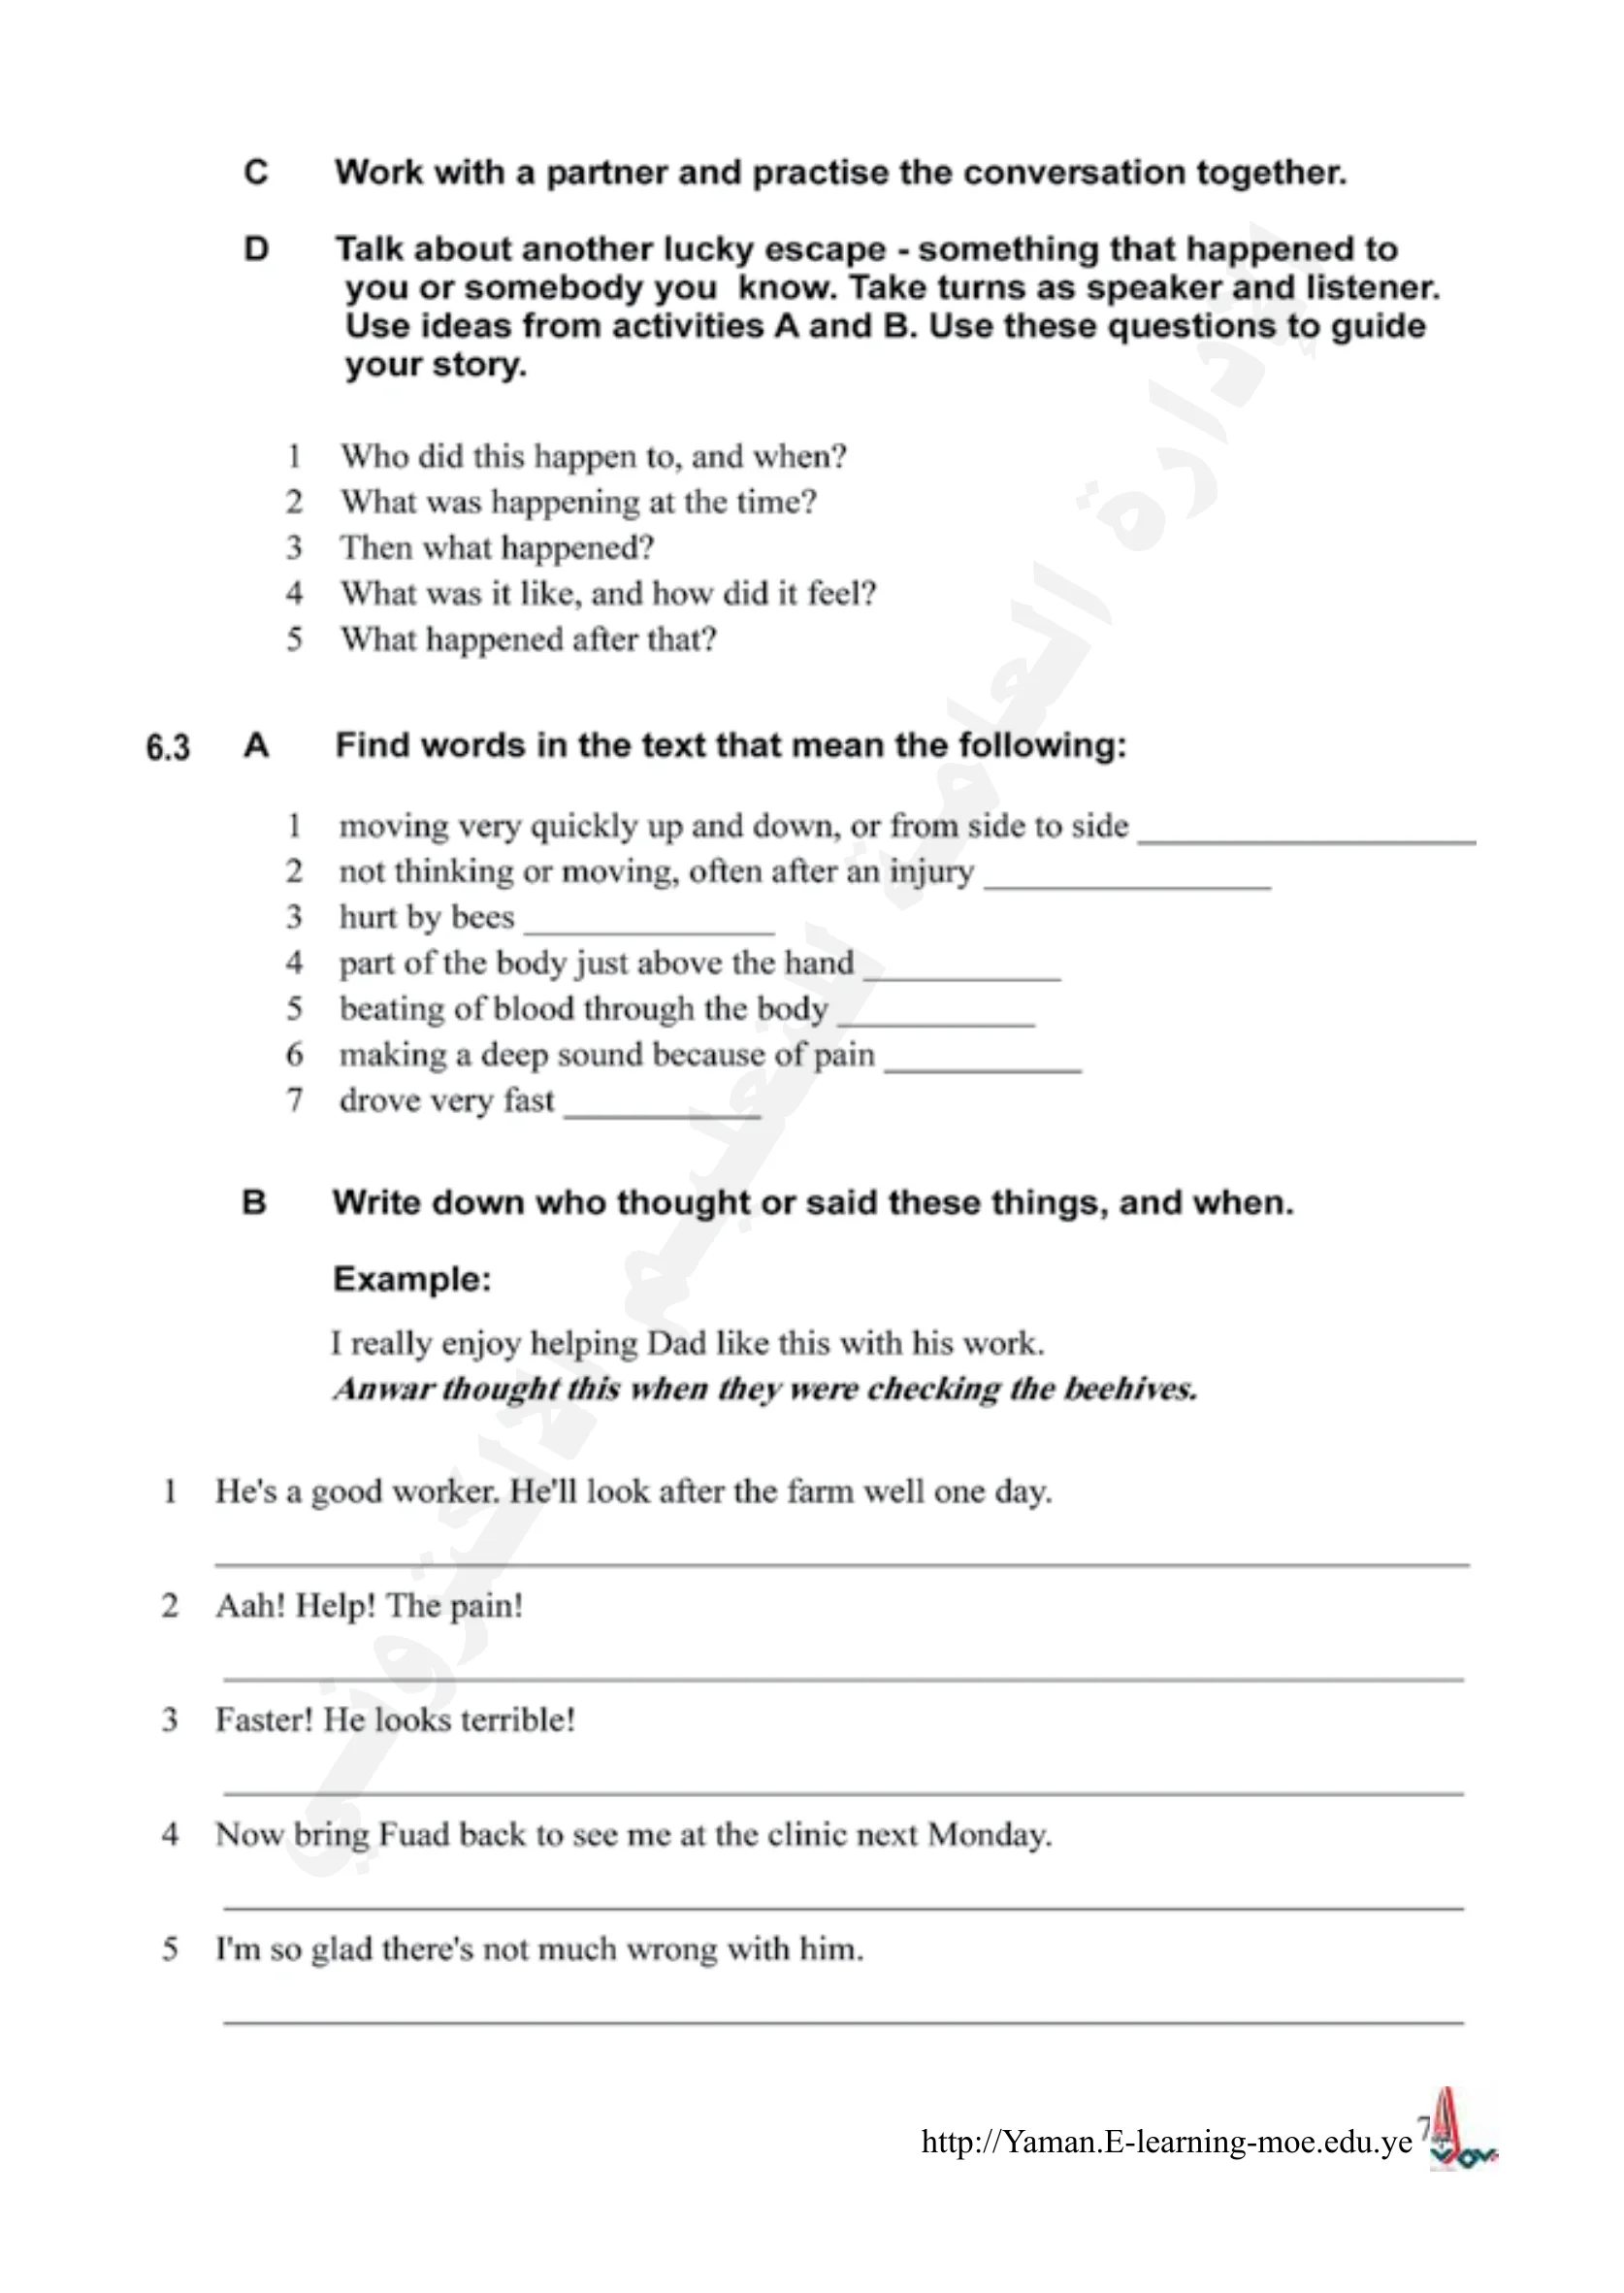 C Work with a partner and practise the conversation together.
D Talk about another lucky escape - something that happened to
you or somebody you know. Take turns as speaker and listener.
Use ideas from activities A and B. Use these questions to guide
your story.
1 Who did this happen to, and when?
2 What was happening at the time?
3 Then what happened?
4 What was it like, and how did it feel?
5 What happened after that?
6.3 A Find words in the text that mean the following:
1 moving very quickly up and down, or from side to side
2 not thinking or moving, often after an injury
3 hurt by bees
4 part of the body just above the hand
5 beating of blood through the body
6 making a deep sound because of pain
7 drove very fast
B Write down who thought or said these things, and when.
Example:
I really enjoy helping Dad like this with his work.
Anwar thought this when they were checking the beehives.
1 He's a good worker. He'll look after the farm well one day.
2 Aah! Help! The pain!
3 Faster! He looks terrible!
4 Now bring Fuad back to see me at the clinic next Monday.
5 I'm so glad there's not much wrong with him.
http://Yaman.E-learning-moe.edu.ye
الإدارة العامة للتعليم الإلكتروني